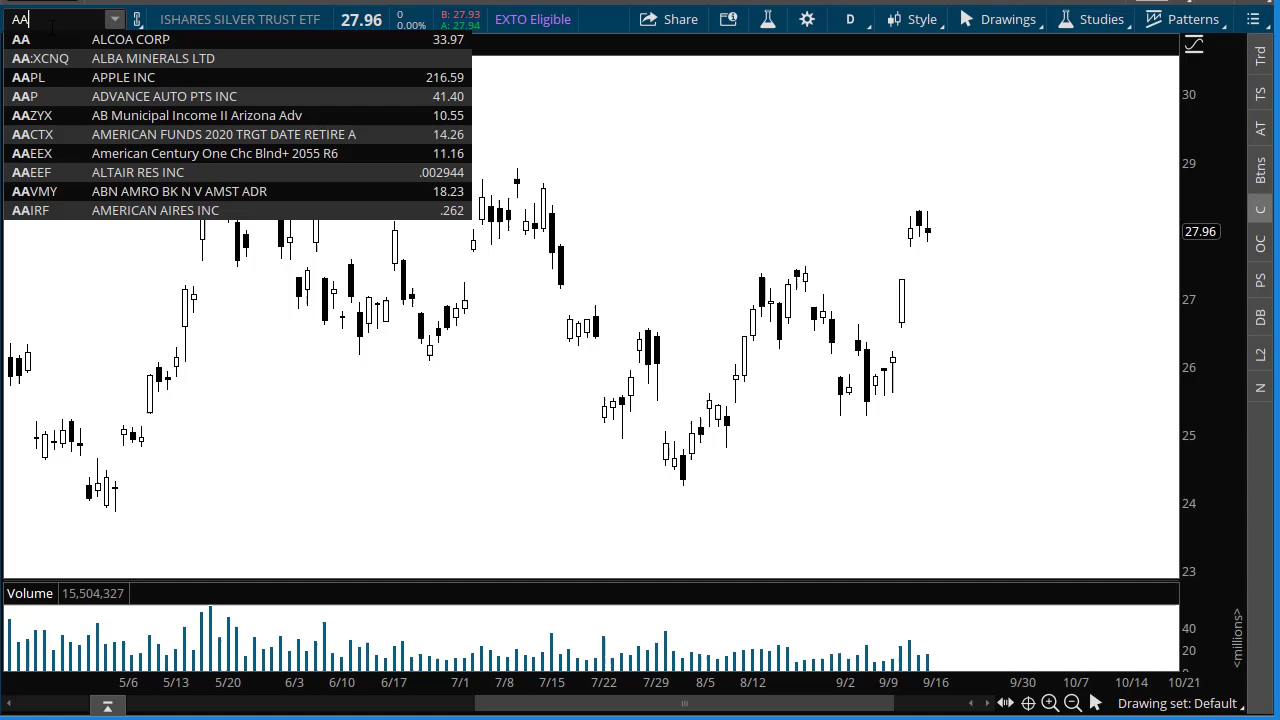 AA ISHARES SILVER TRUST ETF 27.96 0 0.00% B: 27.93 A: 27.94 EXTO Eligible Share D Style Drawings Studies Patterns
AA ALCOA CORP 33.97
AA:XCNQ ALBA MINERALS LTD
AAPL APPLE INC 216.59
AAP ADVANCE AUTO PTS INC 41.40
AAZYX AB Municipal Income II Arizona Adv 10.55
AACTX AMERICAN FUNDS 2020 TRGT DATE RETIRE A 14.26
AAEEX American Century One Chc Blnd+ 2055 R6 11.16
AAEEF ALTAIR RES INC .002944
AAVMY ABN AMRO BK N V AMST ADR 18.23
AAIRF AMERICAN AIRES INC .262
30
29
27.96
27
26
25
24
23
Trd
TS
AT
Btns
C
OC
PS
DB
L2
N
Volume 15,504,327
40
20
<millions>
5/6 5/13 5/20 6/3 6/10 6/17 7/1 7/8 7/15 7/22 7/29 8/5 8/12 9/2 9/9 9/16 9/30 10/7 10/14 10/21
Drawing set: Default